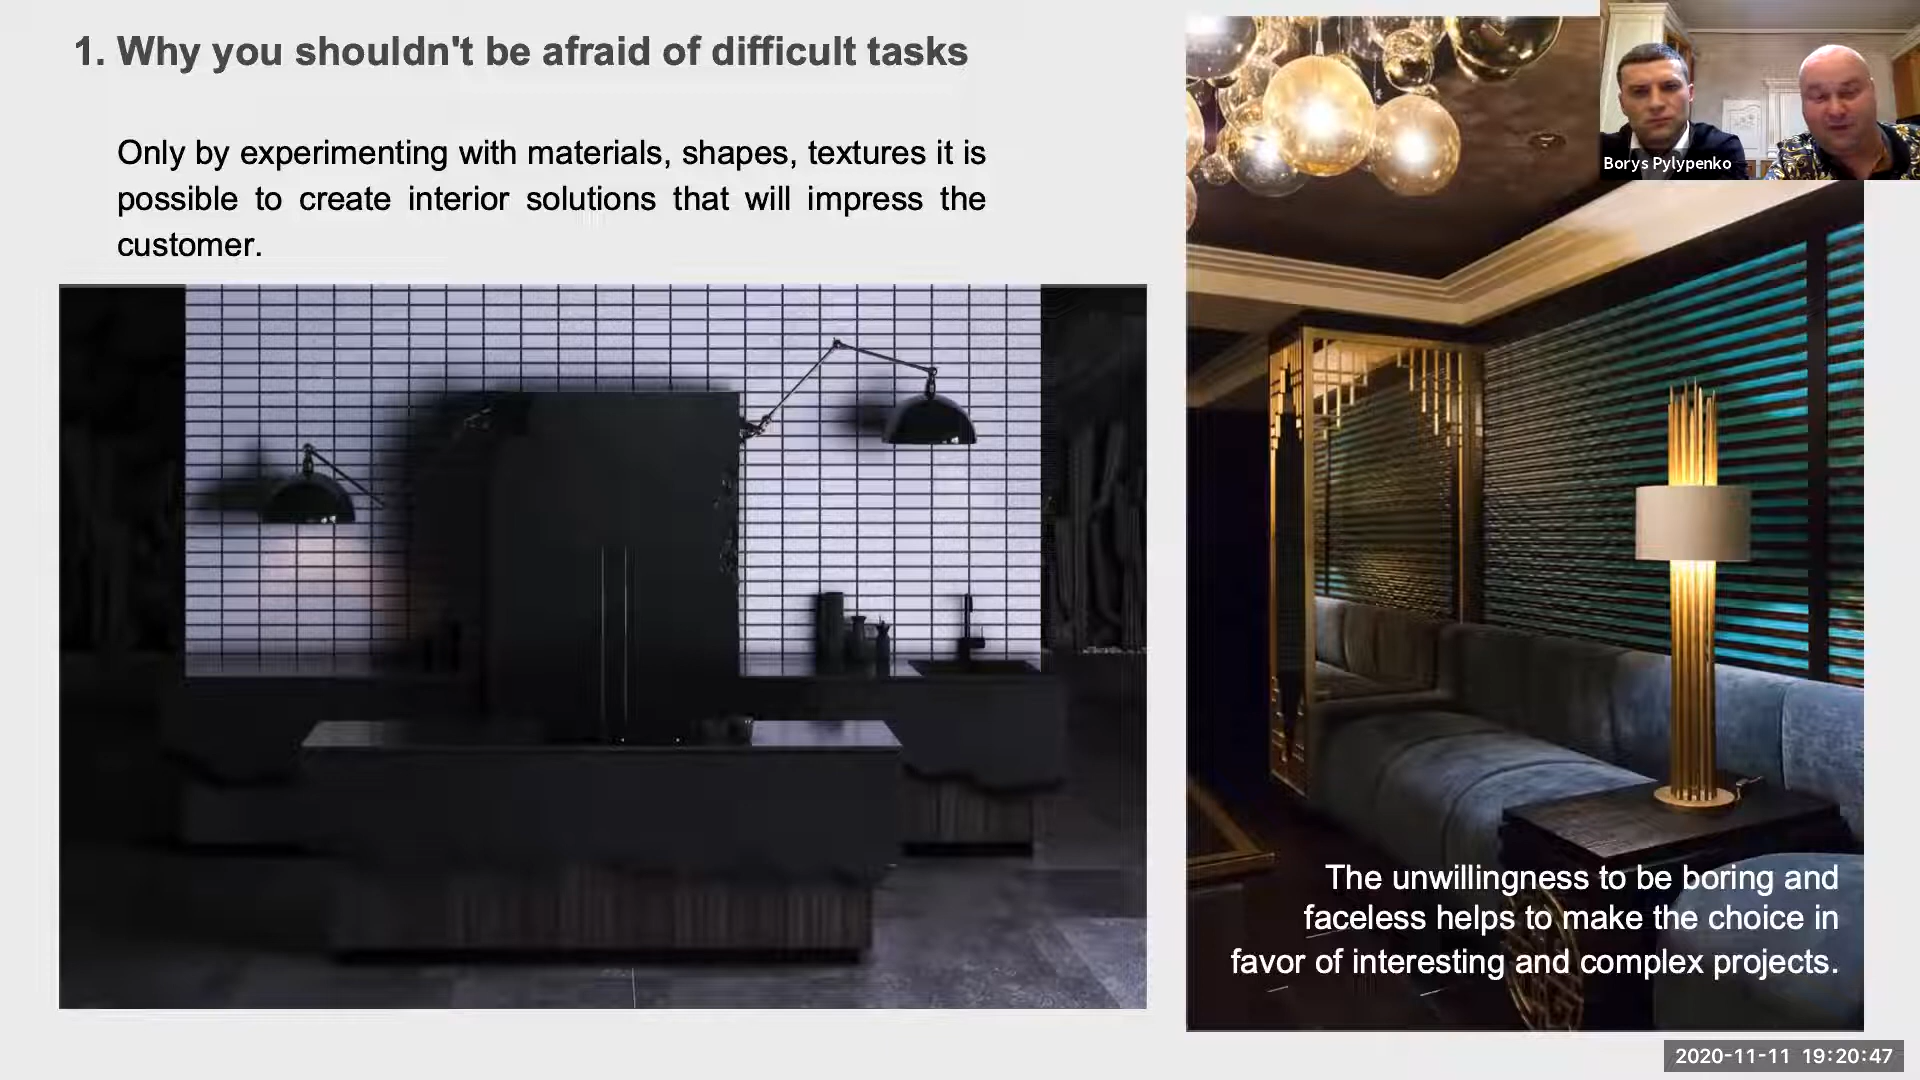 1. Why you shouldn't be afraid of difficult tasks
Only by experimenting with materials, shapes, textures it is
possible to create interior solutions that will impress the
customer.
Borys Pylypenko
The unwillingness to be boring and
faceless helps to make the choice in
favor of interesting and complex projects.
2020-11-11 19:20:47